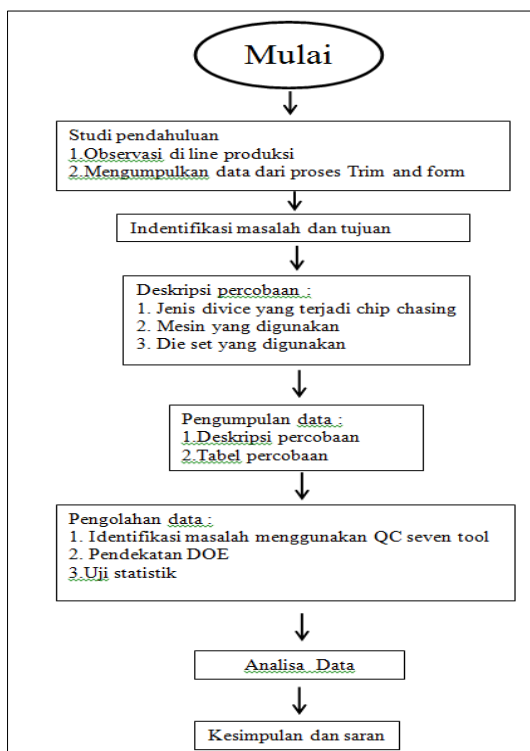 Mulai
Studi pendahuluan
1.Observasi di line produksi
2.Mengumpulkan data dari proses Trim and form
Indentifikasi masalah dan tujuan
Deskripsi percobaan :
1. Jenis divice yang terjadi chip chasing
2. Mesin yang digunakan
3. Die set yang digunakan
Pengumpulan data :
1.Deskripsi percobaan
2.Tabel percobaan
Pengolahan data :
1. Identifikasi masalah menggunakan QC seven tool
2. Pendekatan DOE
3.Uji statistik
Analisa Data
Kesimpulan dan saran